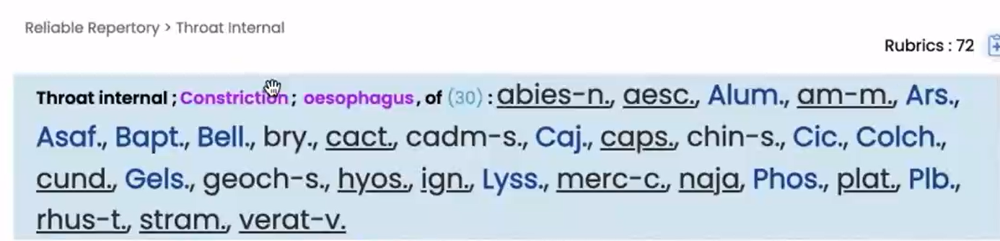 Reliable Repertory > Throat Internal
Rubrics : 72
Throat internal ; Constriction ; oesophagus, of (30) : abies-n., aesc., Alum., am-m., Ars.,
Asaf., Bapt., Bell., bry., cact., cadm-s., Caj., caps., chin-s., Cic., Colch.,
cund., Gels., geoch-s., hyos., ign., Lyss., merc-c., naja, Phos., plat., Plb.,
rhus-t., stram., verat-v.